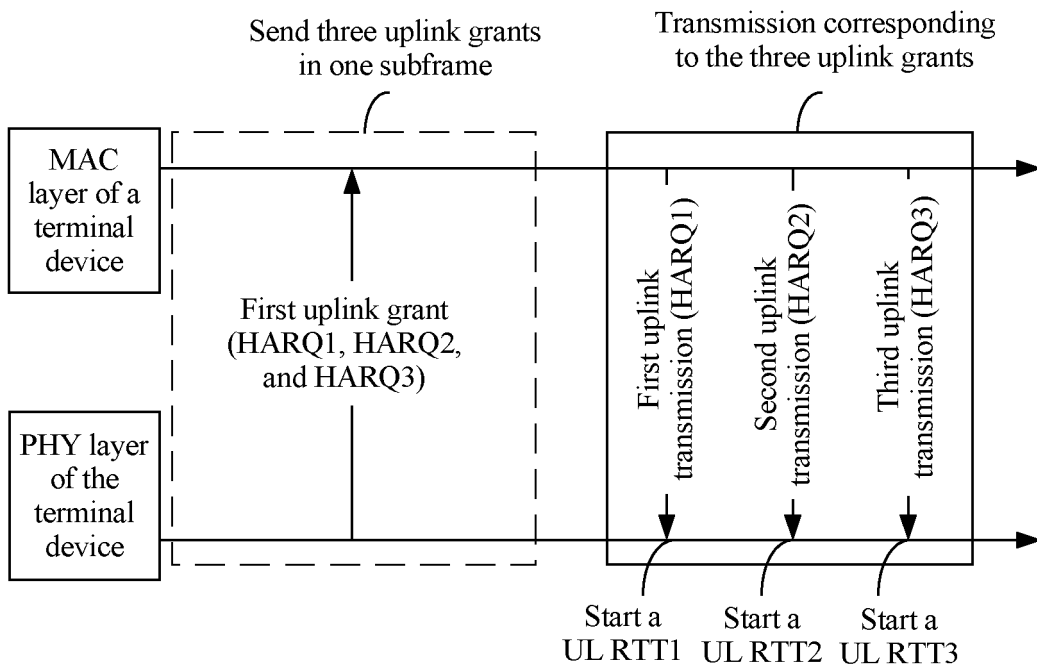 Send three uplink grants
in one subframe
Transmission corresponding
to the three uplink grants
MAC
layer of a
terminal
device
First uplink grant
(HARQ1, HARQ2,
and HARQ3)
First uplink
transmission (HARQ1)
Second uplink
transmission (HARQ2)
Third uplink
transmission (HARQ3)
PHY layer
of the
terminal
device
Start a
UL RTT1
Start a
UL RTT2
Start a
UL RTT3